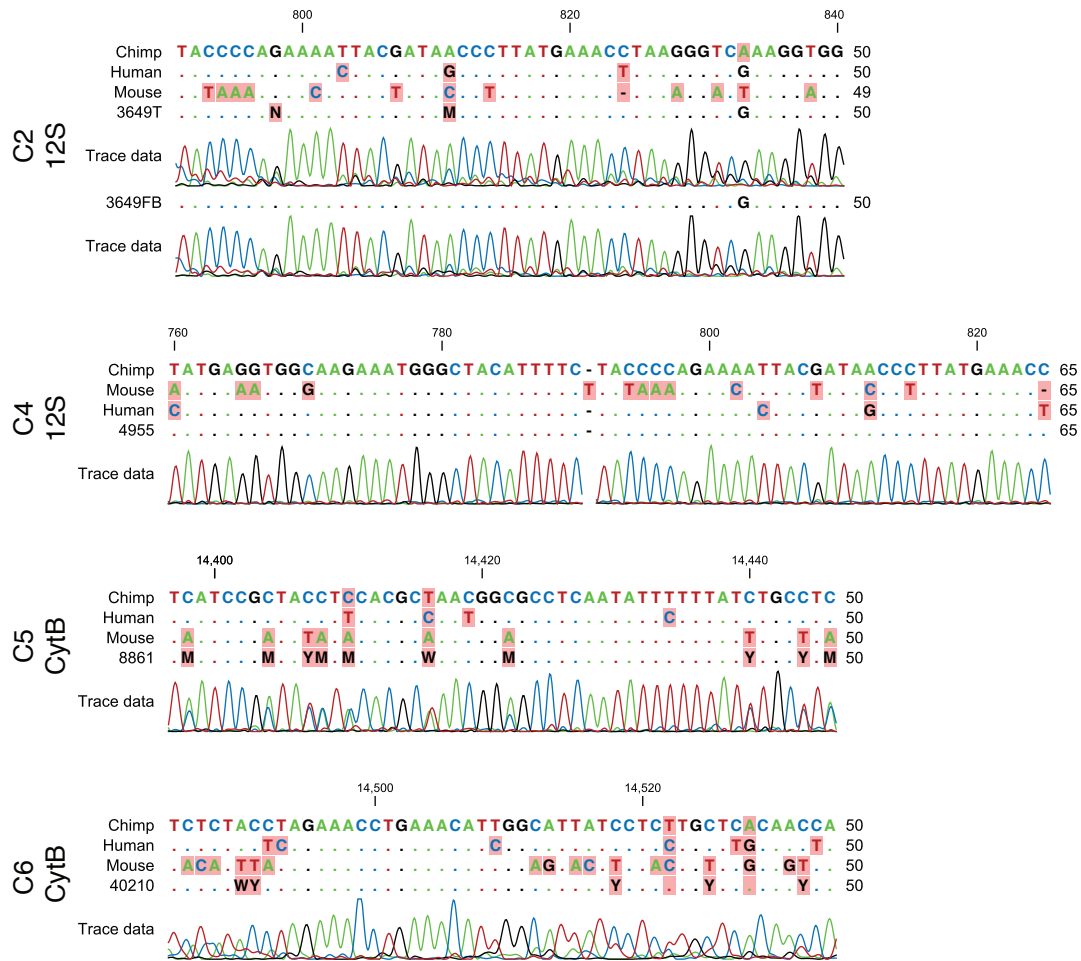 800 820 840
Chimp TACCCCAGAAAATTACGATAACCCTTATGAAACCTAAGGGTCAAAGGTGG 50
Human ............C.......G............T........G....... 50
Mouse ..TAAA....C.....T...C..T.........-...A..A.T....A.. 49
3649T .......N............M.....................G....... 50
C2 12S
Trace data
3649FB ..........................................G....... 50
Trace data
760 780 800 820
Chimp TATGAGGTGGCAAGAAATGGGCTACATTTTC-TACCCCAGAAAATTACGATAACCCTTATGAAACC 65
Mouse A....AA...G....................T..TAAA....C.....T...C..T.........- 65
Human C..............................-............C.......G............T 65
4955 ...............................-.................................. 65
C4 12S
Trace data
14,400 14,420 14,440
Chimp TCATCCGCTACCTCCACGCTAACGGCGCCTCAATATTTTTTATCTGCCTC 50
Human .............T.....C..T..............C............ 50
Mouse .A.....A..TA.A.....A.....A.................T...T.A 50
8861 .M.....M..YM.M.....W.....M.................Y...Y.M 50
C5 CytB
Trace data
14,500 14,520
Chimp TCTCTACCTAGAAACCTGAAACATTGGCATTATCCTCTTGCTCACAACCA 50
Human .......TC...............C............C....TG....T. 50
Mouse .ACA.TTA...................AG.AC.T..AC..T..G..GT.. 50
40210 .....WY..........................Y......Y......Y.. 50
C6 CytB
Trace data